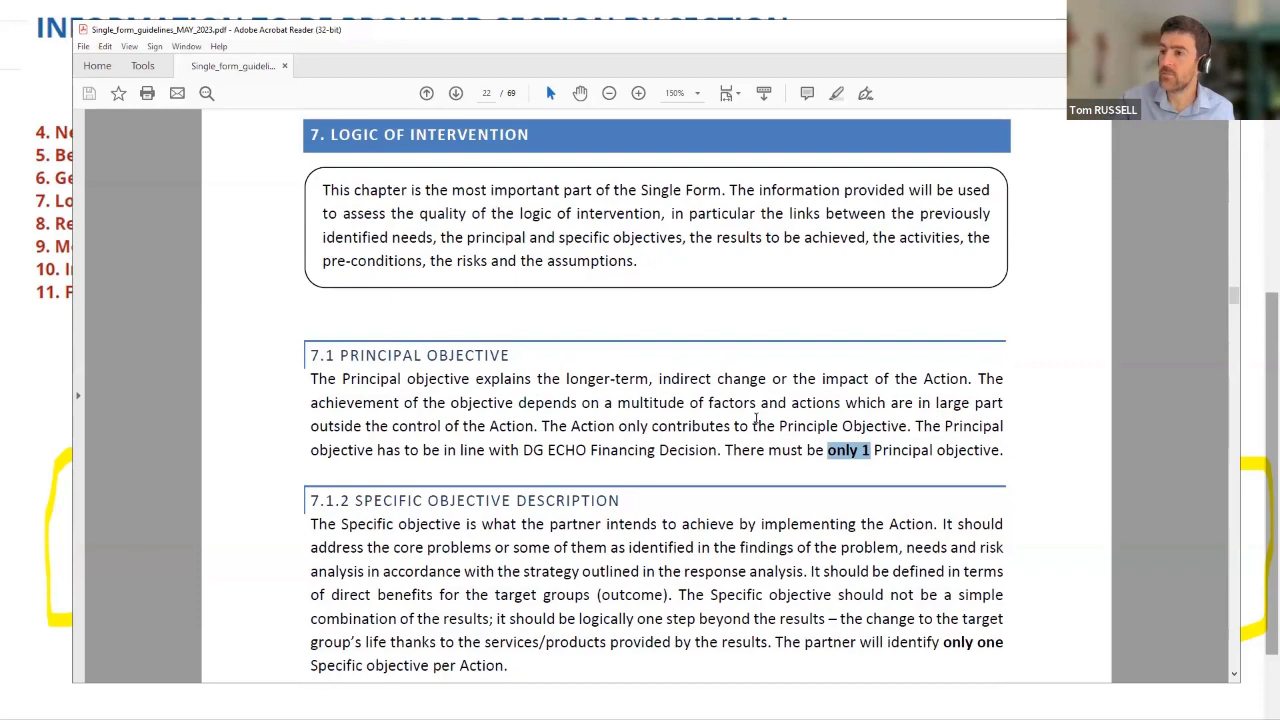 INFORMATION TO BE PROVIDED SECTION BY SECTION
Single_form_guidelines_MAY_2023.pdf - Adobe Acrobat Reader (32-bit)
File Edit View Sign Window Help
Home Tools Single_form_guideli... ×
22 / 69 150%
Tom RUSSELL
4. Ne
5. Be
6. Ge
7. Lo
8. Re
9. M
10. I
11. F
7. LOGIC OF INTERVENTION
This chapter is the most important part of the Single Form. The information provided will be used
to assess the quality of the logic of intervention, in particular the links between the previously
identified needs, the principal and specific objectives, the results to be achieved, the activities, the
pre-conditions, the risks and the assumptions.
7.1 PRINCIPAL OBJECTIVE
The Principal objective explains the longer-term, indirect change or the impact of the Action. The
achievement of the objective depends on a multitude of factors and actions which are in large part
outside the control of the Action. The Action only contributes to the Principle Objective. The Principal
objective has to be in line with DG ECHO Financing Decision. There must be only 1 Principal objective.
7.1.2 SPECIFIC OBJECTIVE DESCRIPTION
The Specific objective is what the partner intends to achieve by implementing the Action. It should
address the core problems or some of them as identified in the findings of the problem, needs and risk
analysis in accordance with the strategy outlined in the response analysis. It should be defined in terms
of direct benefits for the target groups (outcome). The Specific objective should not be a simple
combination of the results; it should be logically one step beyond the results – the change to the target
group's life thanks to the services/products provided by the results. The partner will identify only one
Specific objective per Action.